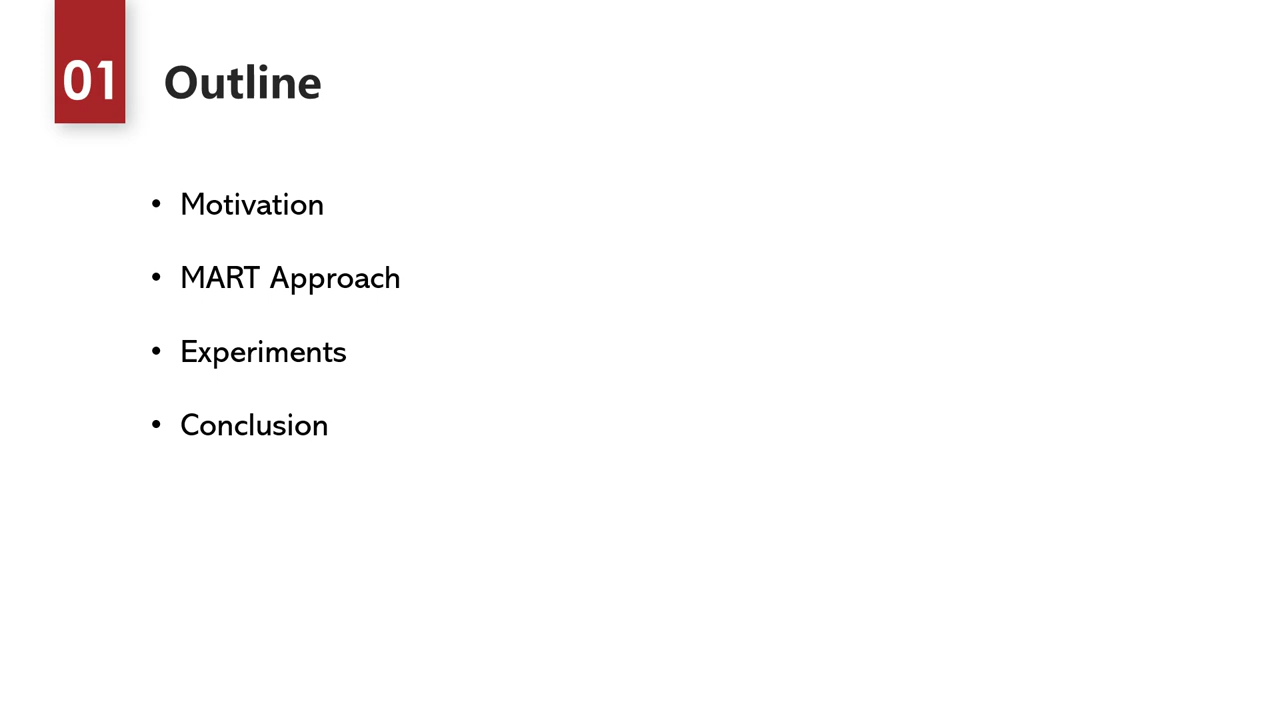 01
Outline
• Motivation
• MART Approach
• Experiments
• Conclusion